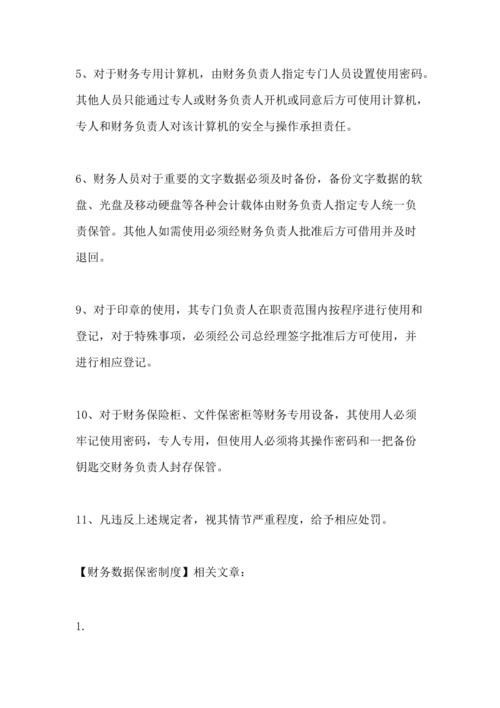 5、对于财务专用计算机，由财务负责人指定专门人员设置使用密码。
其他人员只能通过专人或财务负责人开机或同意后方可使用计算机，
专人和财务负责人对该计算机的安全与操作承担责任。
6、财务人员对于重要的文字数据必须及时备份，备份文字数据的软
盘、光盘及移动硬盘等各种会计载体由财务负责人指定专人统一负
责保管。其他人如需使用必须经财务负责人批准后方可借用并及时
退回。
9、对于印章的使用，其专门负责人在职责范围内按程序进行使用和
登记，对于特殊事项，必须经公司总经理签字批准后方可使用，并
进行相应登记。
10、对于财务保险柜、文件保密柜等财务专用设备，其使用人必须
牢记使用密码，专人专用，但使用人必须将其操作密码和一把备份
钥匙交财务负责人封存保管。
11、凡违反上述规定者，视其情节严重程度，给予相应处罚。
【财务数据保密制度】相关文章：
1.